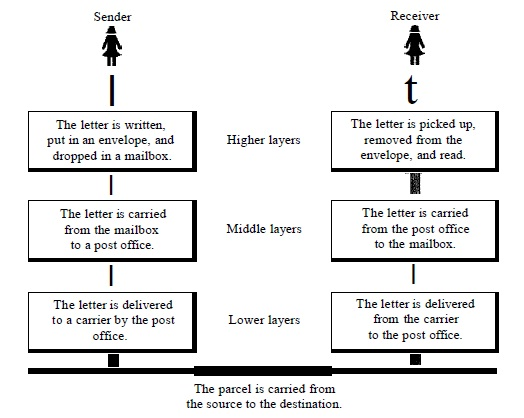 Sender
Receiver
t
The letter is written,
put in an envelope, and
dropped in a mailbox.
Higher layers
The letter is picked up,
removed from the
envelope, and read.
The letter is carried
from the mailbox
to a post office.
Middle layers
The letter is carried
from the post office
to the mailbox.
The letter is delivered
to a carrier by the post
office.
Lower layers
The letter is delivered
from the carrier
to the post office.
The parcel is carried from
the source to the destination.